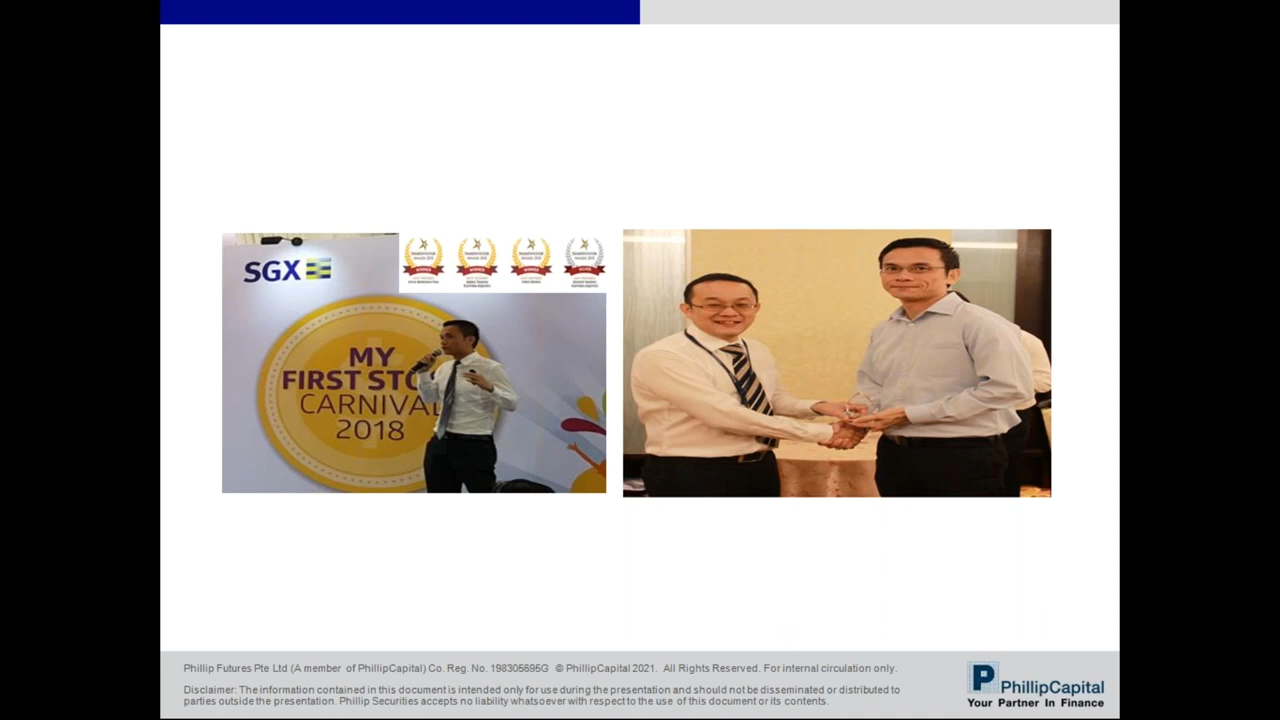 SGX
MY
FIRST STO
CARNIVAL
2018
WINNER
WINNER
WINNER
Phillip Futures Pte Ltd (A member of PhillipCapital) Co. Reg. No. 198305695G © PhillipCapital 2021. All Rights Reserved. For internal circulation only.
Disclaimer: The information contained in this document is intended only for use during the presentation and should not be disseminated or distributed to
parties outside the presentation. Phillip Securities accepts no liability whatsoever with respect to the use of this document or its contents.
P
PhillipCapital
Your Partner In Finance